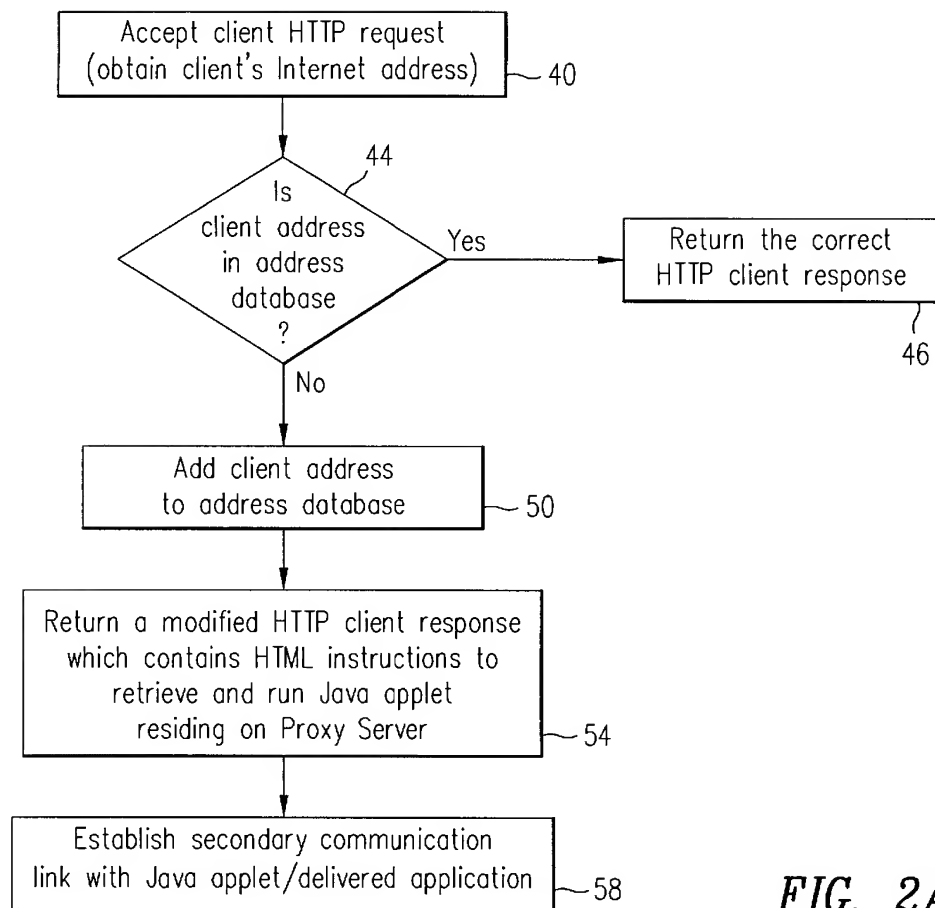 Accept client HTTP request
(obtain client's Internet address)
40
44
Is
client address
in address
database
?
Yes
Return the correct
HTTP client response
46
No
Add client address
to address database
50
Return a modified HTTP client response
which contains HTML instructions to
retrieve and run Java applet
residing on Proxy Server
54
Establish secondary communication
link with Java applet/delivered application
58
FIG. 2A